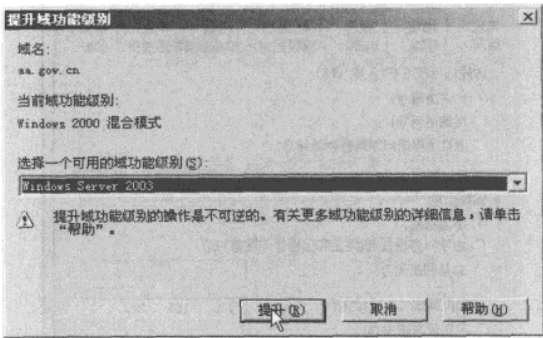 提升域功能级别
域名:
aa.gov.cn
当前域功能级别:
Windows 2000 混合模式
选择一个可用的域功能级别(S):
Windows Server 2003
提升域功能级别的操作是不可逆的。有关更多域功能级别的详细信息，请单击
“帮助”。
提升(R) 取消 帮助(H)